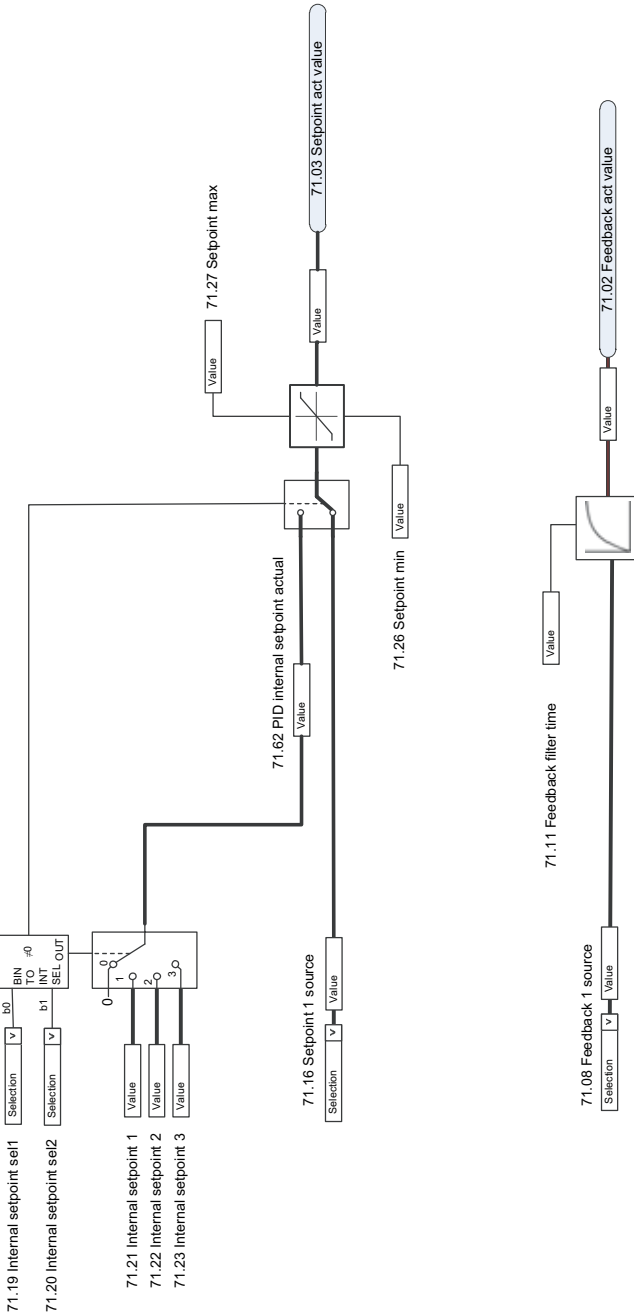 71.19 Internal setpoint sel1
Selection
v
b0
71.20 Internal setpoint sel2
Selection
v
b1
BIN
TO
INT
SEL
≠0
OUT
0
0
1
2
3
71.21 Internal setpoint 1
Value
71.22 Internal setpoint 2
Value
71.23 Internal setpoint 3
Value
71.62 PID internal setpoint actual
Value
71.16 Setpoint 1 source
Selection
v
Value
71.27 Setpoint max
Value
71.26 Setpoint min
Value
Value
71.03 Setpoint act value
71.11 Feedback filter time
Value
71.08 Feedback 1 source
Selection
v
Value
Value
71.02 Feedback act value